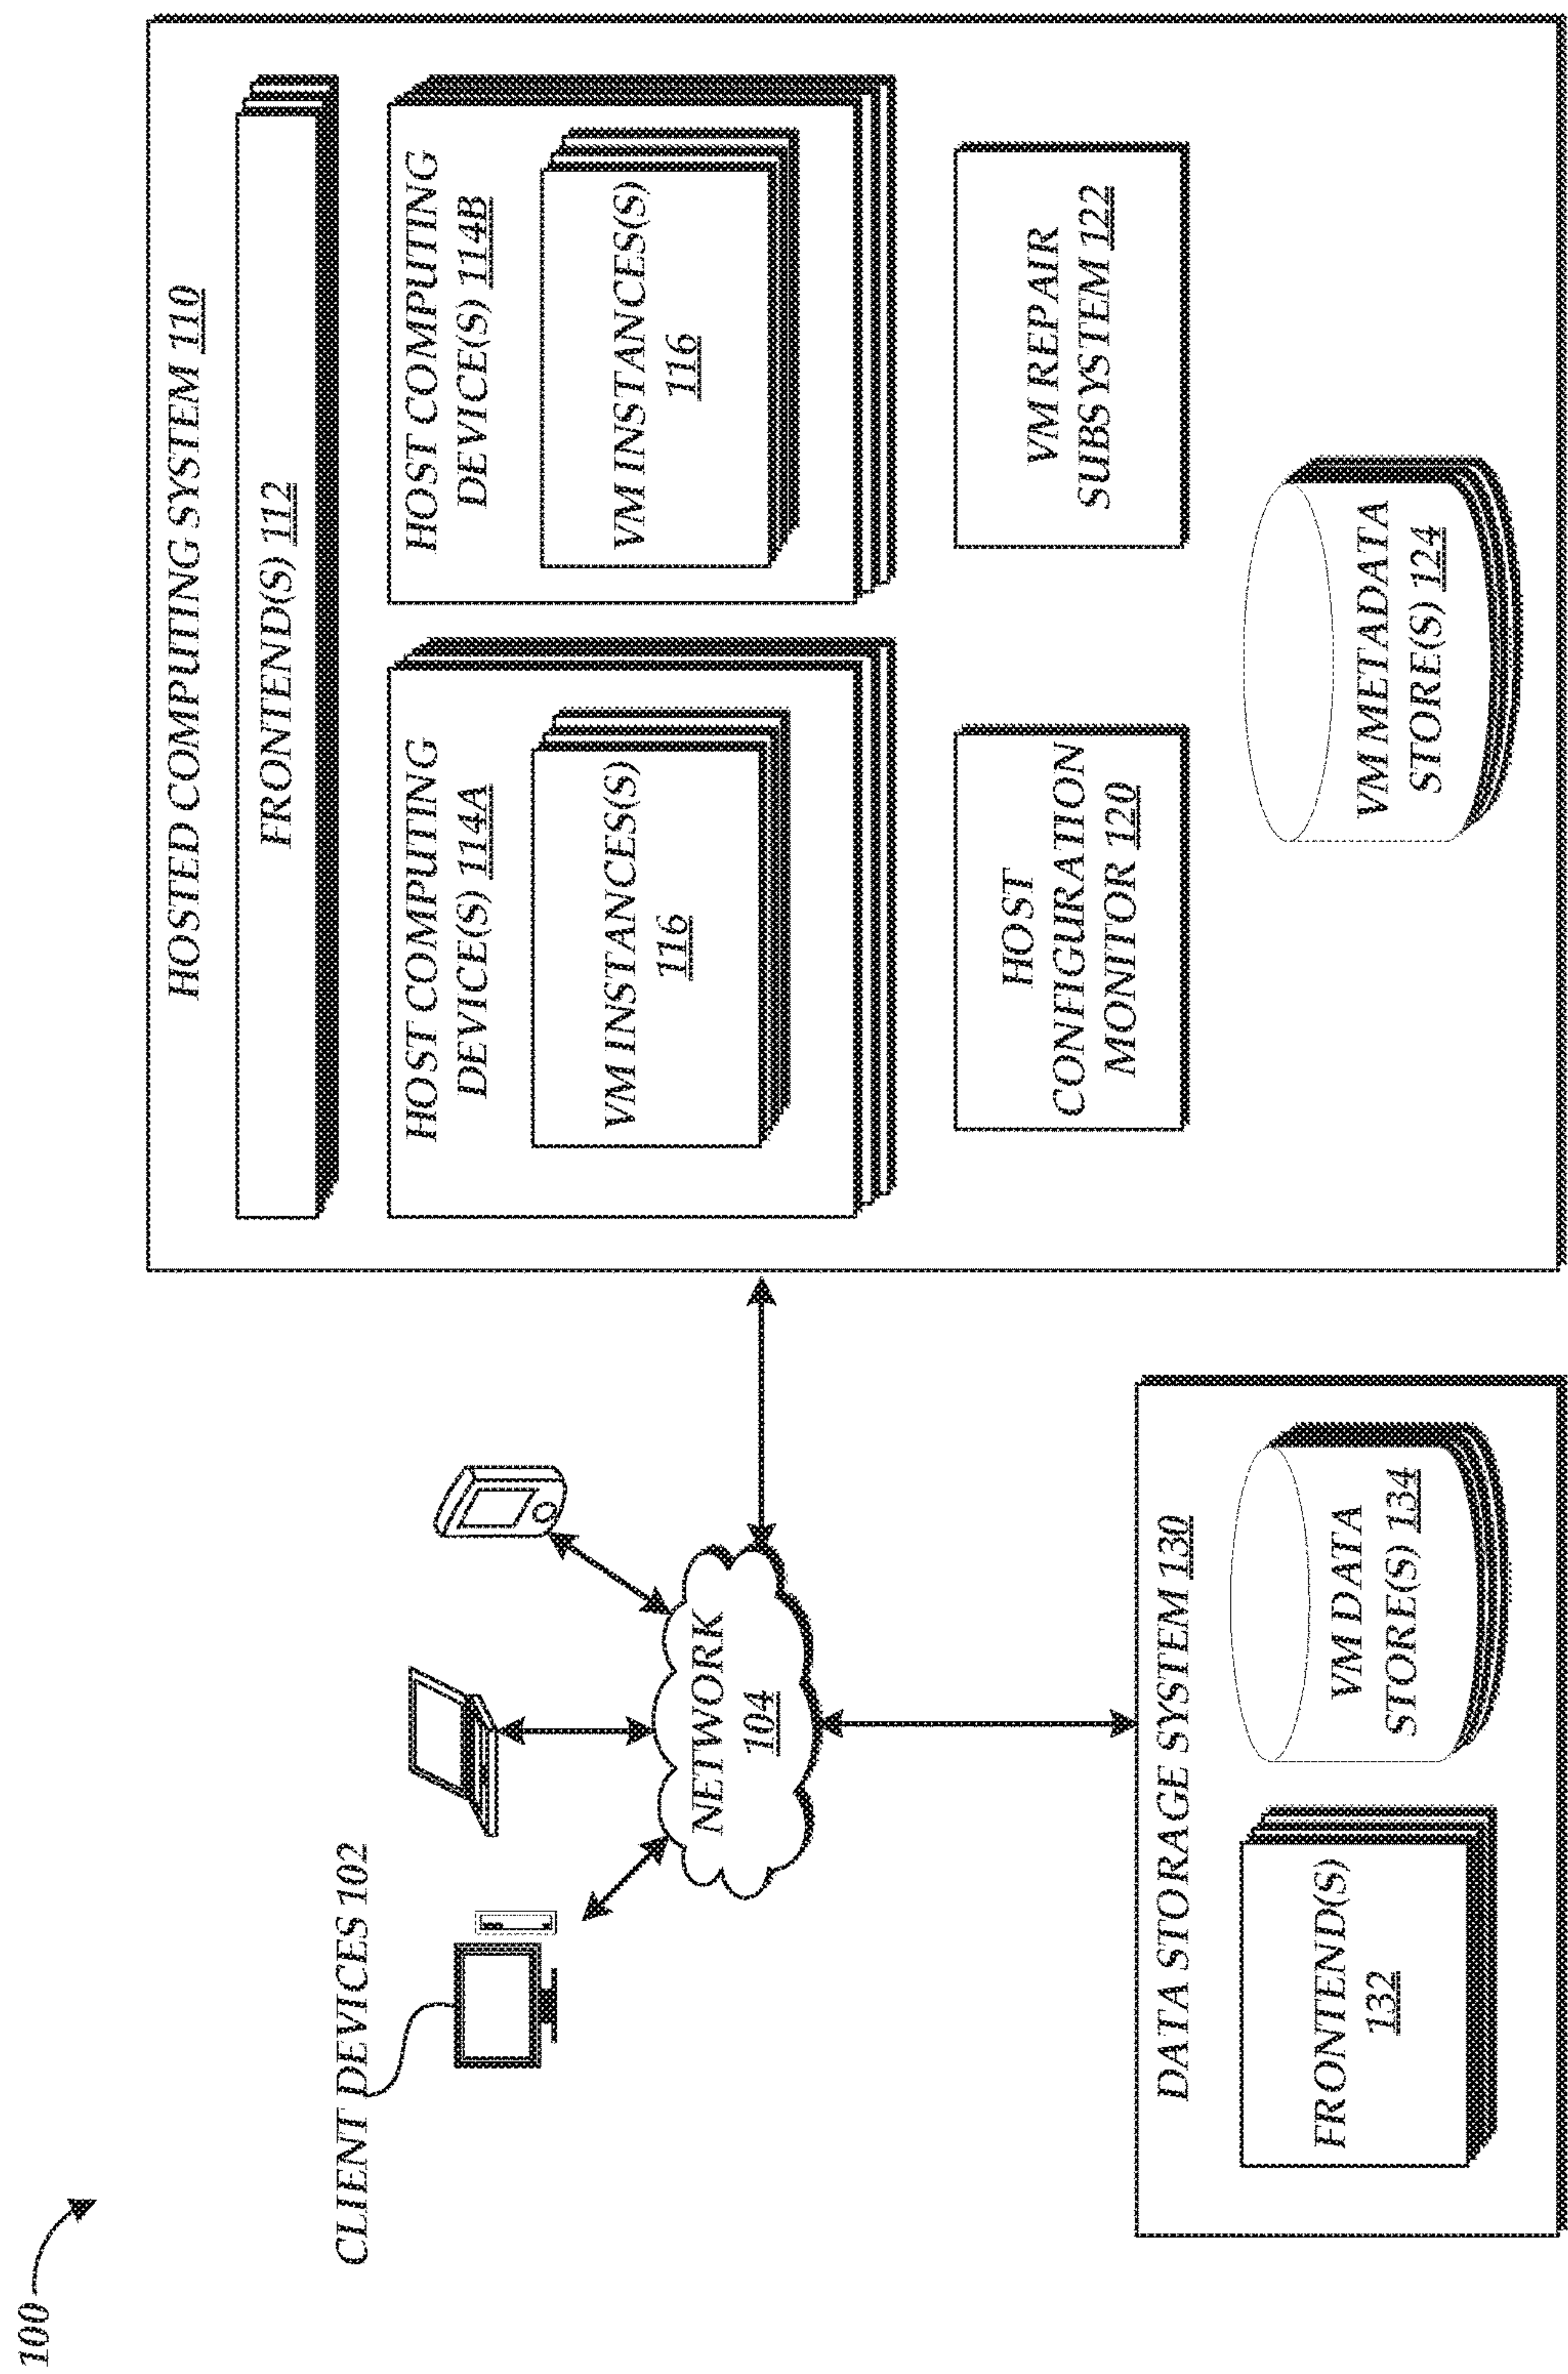 100
CLIENT DEVICES 102
NETWORK
104
DATA STORAGE SYSTEM 130
FRONTEND(S)
132
VM DATA
STORE(S) 134
HOSTED COMPUTING SYSTEM 110
FRONTEND(S) 112
HOST COMPUTING
DEVICE(S) 114A
VM INSTANCES(S)
116
HOST COMPUTING
DEVICE(S) 114B
VM INSTANCES(S)
116
HOST
CONFIGURATION
MONITOR 120
VM REPAIR
SUBSYSTEM 122
VM METADATA
STORE(S) 124